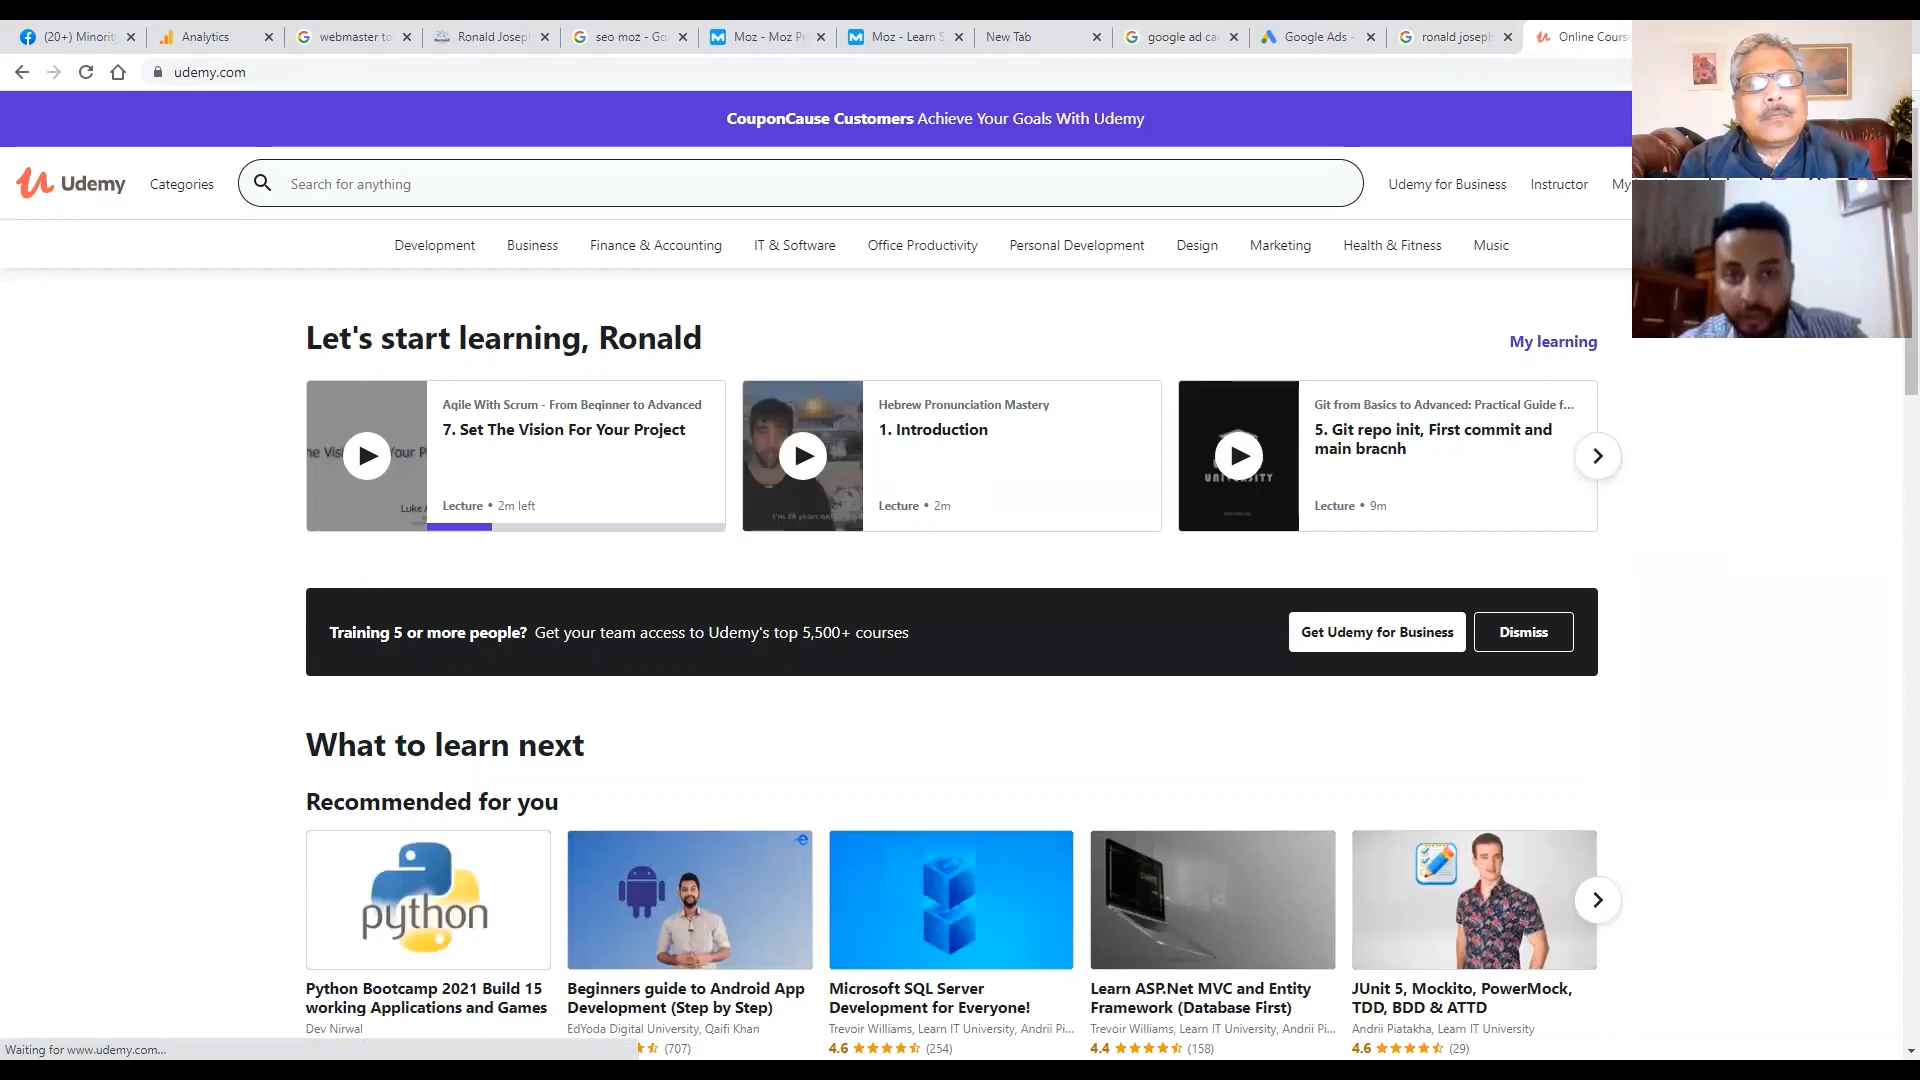 (20+) Minorit
Analytics
webmaster to
Ronald Joseph
seo moz - Go
Moz - Moz P
Moz - Learn S
New Tab
google ad ca
Google Ads -
ronald joseph
Online Cours
udemy.com
CouponCause Customers Achieve Your Goals With Udemy
Udemy
Categories
Search for anything
Udemy for Business
Instructor
My
Development
Business
Finance & Accounting
IT & Software
Office Productivity
Personal Development
Design
Marketing
Health & Fitness
Music
Let's start learning, Ronald
My learning
Agile With Scrum - From Beginner to Advanced
7. Set The Vision For Your Project
Lecture • 2m left
Hebrew Pronunciation Mastery
1. Introduction
Lecture • 2m
Git from Basics to Advanced: Practical Guide f...
5. Git repo init, First commit and
main bracnh
Lecture • 9m
Training 5 or more people? Get your team access to Udemy's top 5,500+ courses
Get Udemy for Business
Dismiss
What to learn next
Recommended for you
python
Python Bootcamp 2021 Build 15
working Applications and Games
Dev Nirwal
Beginners guide to Android App
Development (Step by Step)
EdYoda Digital University, Qaifi Khan
(707)
Microsoft SQL Server
Development for Everyone!
Trevoir Williams, Learn IT University, Andrii Pi...
4.6 (254)
Learn ASP.Net MVC and Entity
Framework (Database First)
Trevoir Williams, Learn IT University, Andrii Pi...
4.4 (158)
JUnit 5, Mockito, PowerMock,
TDD, BDD & ATTD
Andrii Piatakha, Learn IT University
4.6 (29)
Waiting for www.udemy.com...